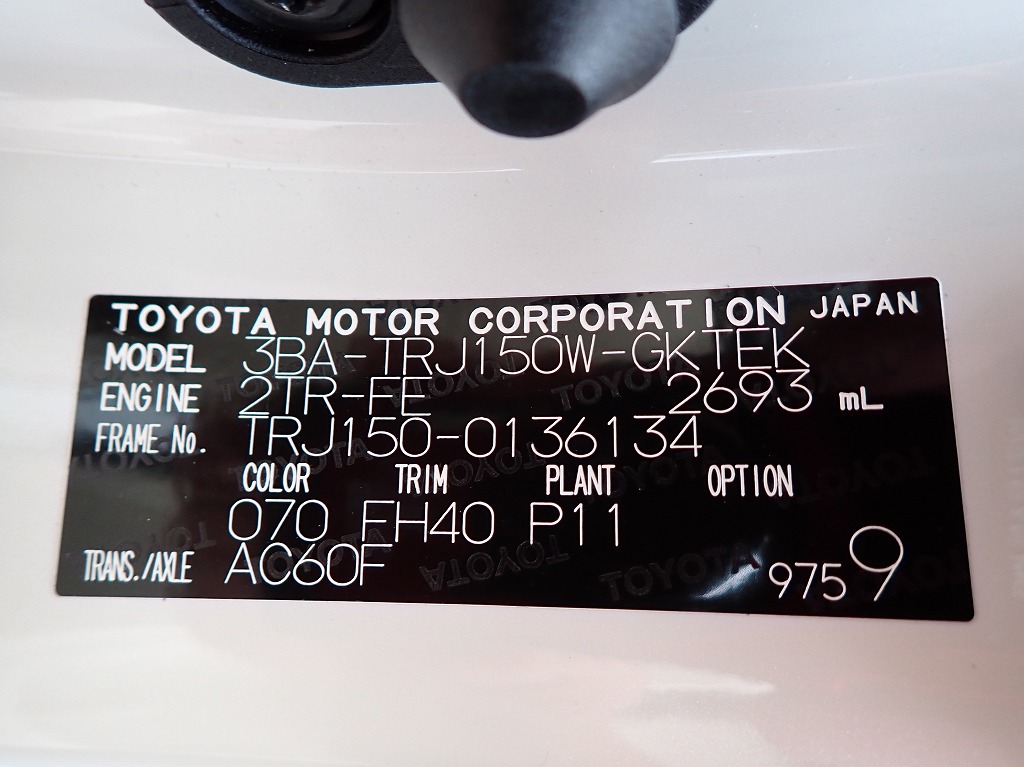 TOYOTA MOTOR CORPORATION JAPAN
MODEL 3BA-TRJ150W-GKTEK
ENGINE 2TR-FE 2693 mL
FRAME No. TRJ150-0136134
COLOR TRIM PLANT OPTION
070 FH40 P11
TRANS./AXLE AC60F
9759